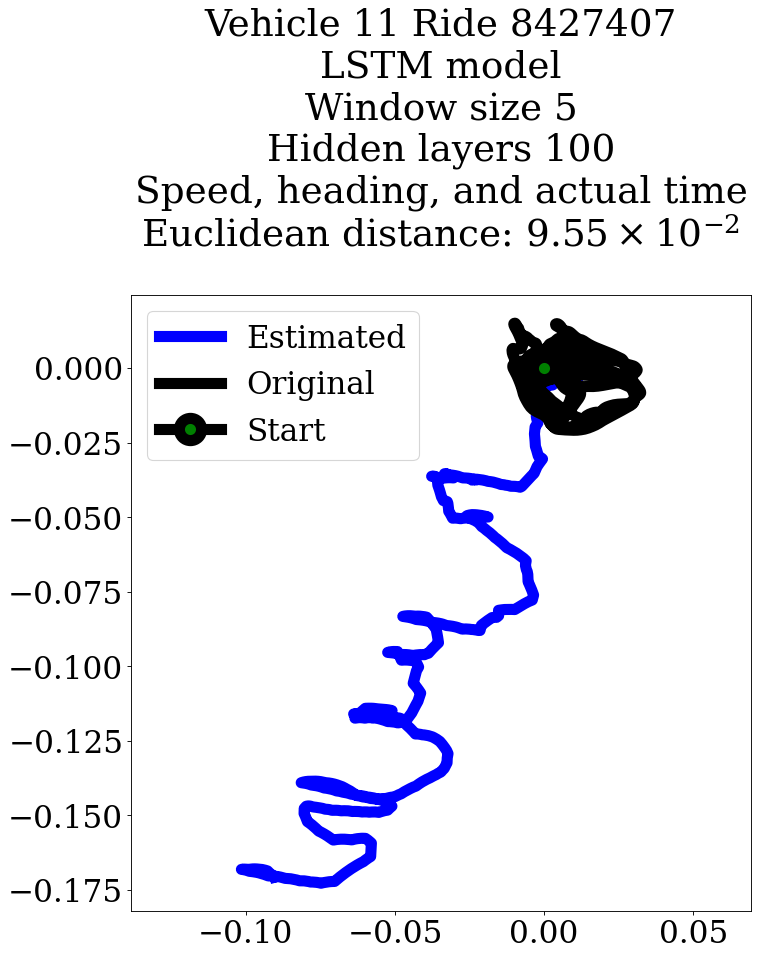 Vehicle 11 Ride 8427407
LSTM model
Window size 5
Hidden layers 100
Speed, heading, and actual time
Euclidean distance: 9.55 × 10⁻²
Estimated
Original
Start
0.000
−0.025
−0.050
−0.075
−0.100
−0.125
−0.150
−0.175
−0.10
−0.05
0.00
0.05